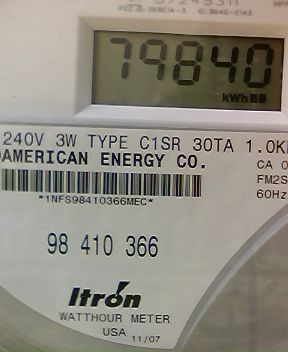 79840
kWh
240V 3W TYPE C1SR 30TA 1.0K
AMERICAN ENERGY CO.
CA 0
FM2S
60Hz
*1NFS98410366MEC*
98 410 366
Itrón
WATTHOUR METER
USA 11/07